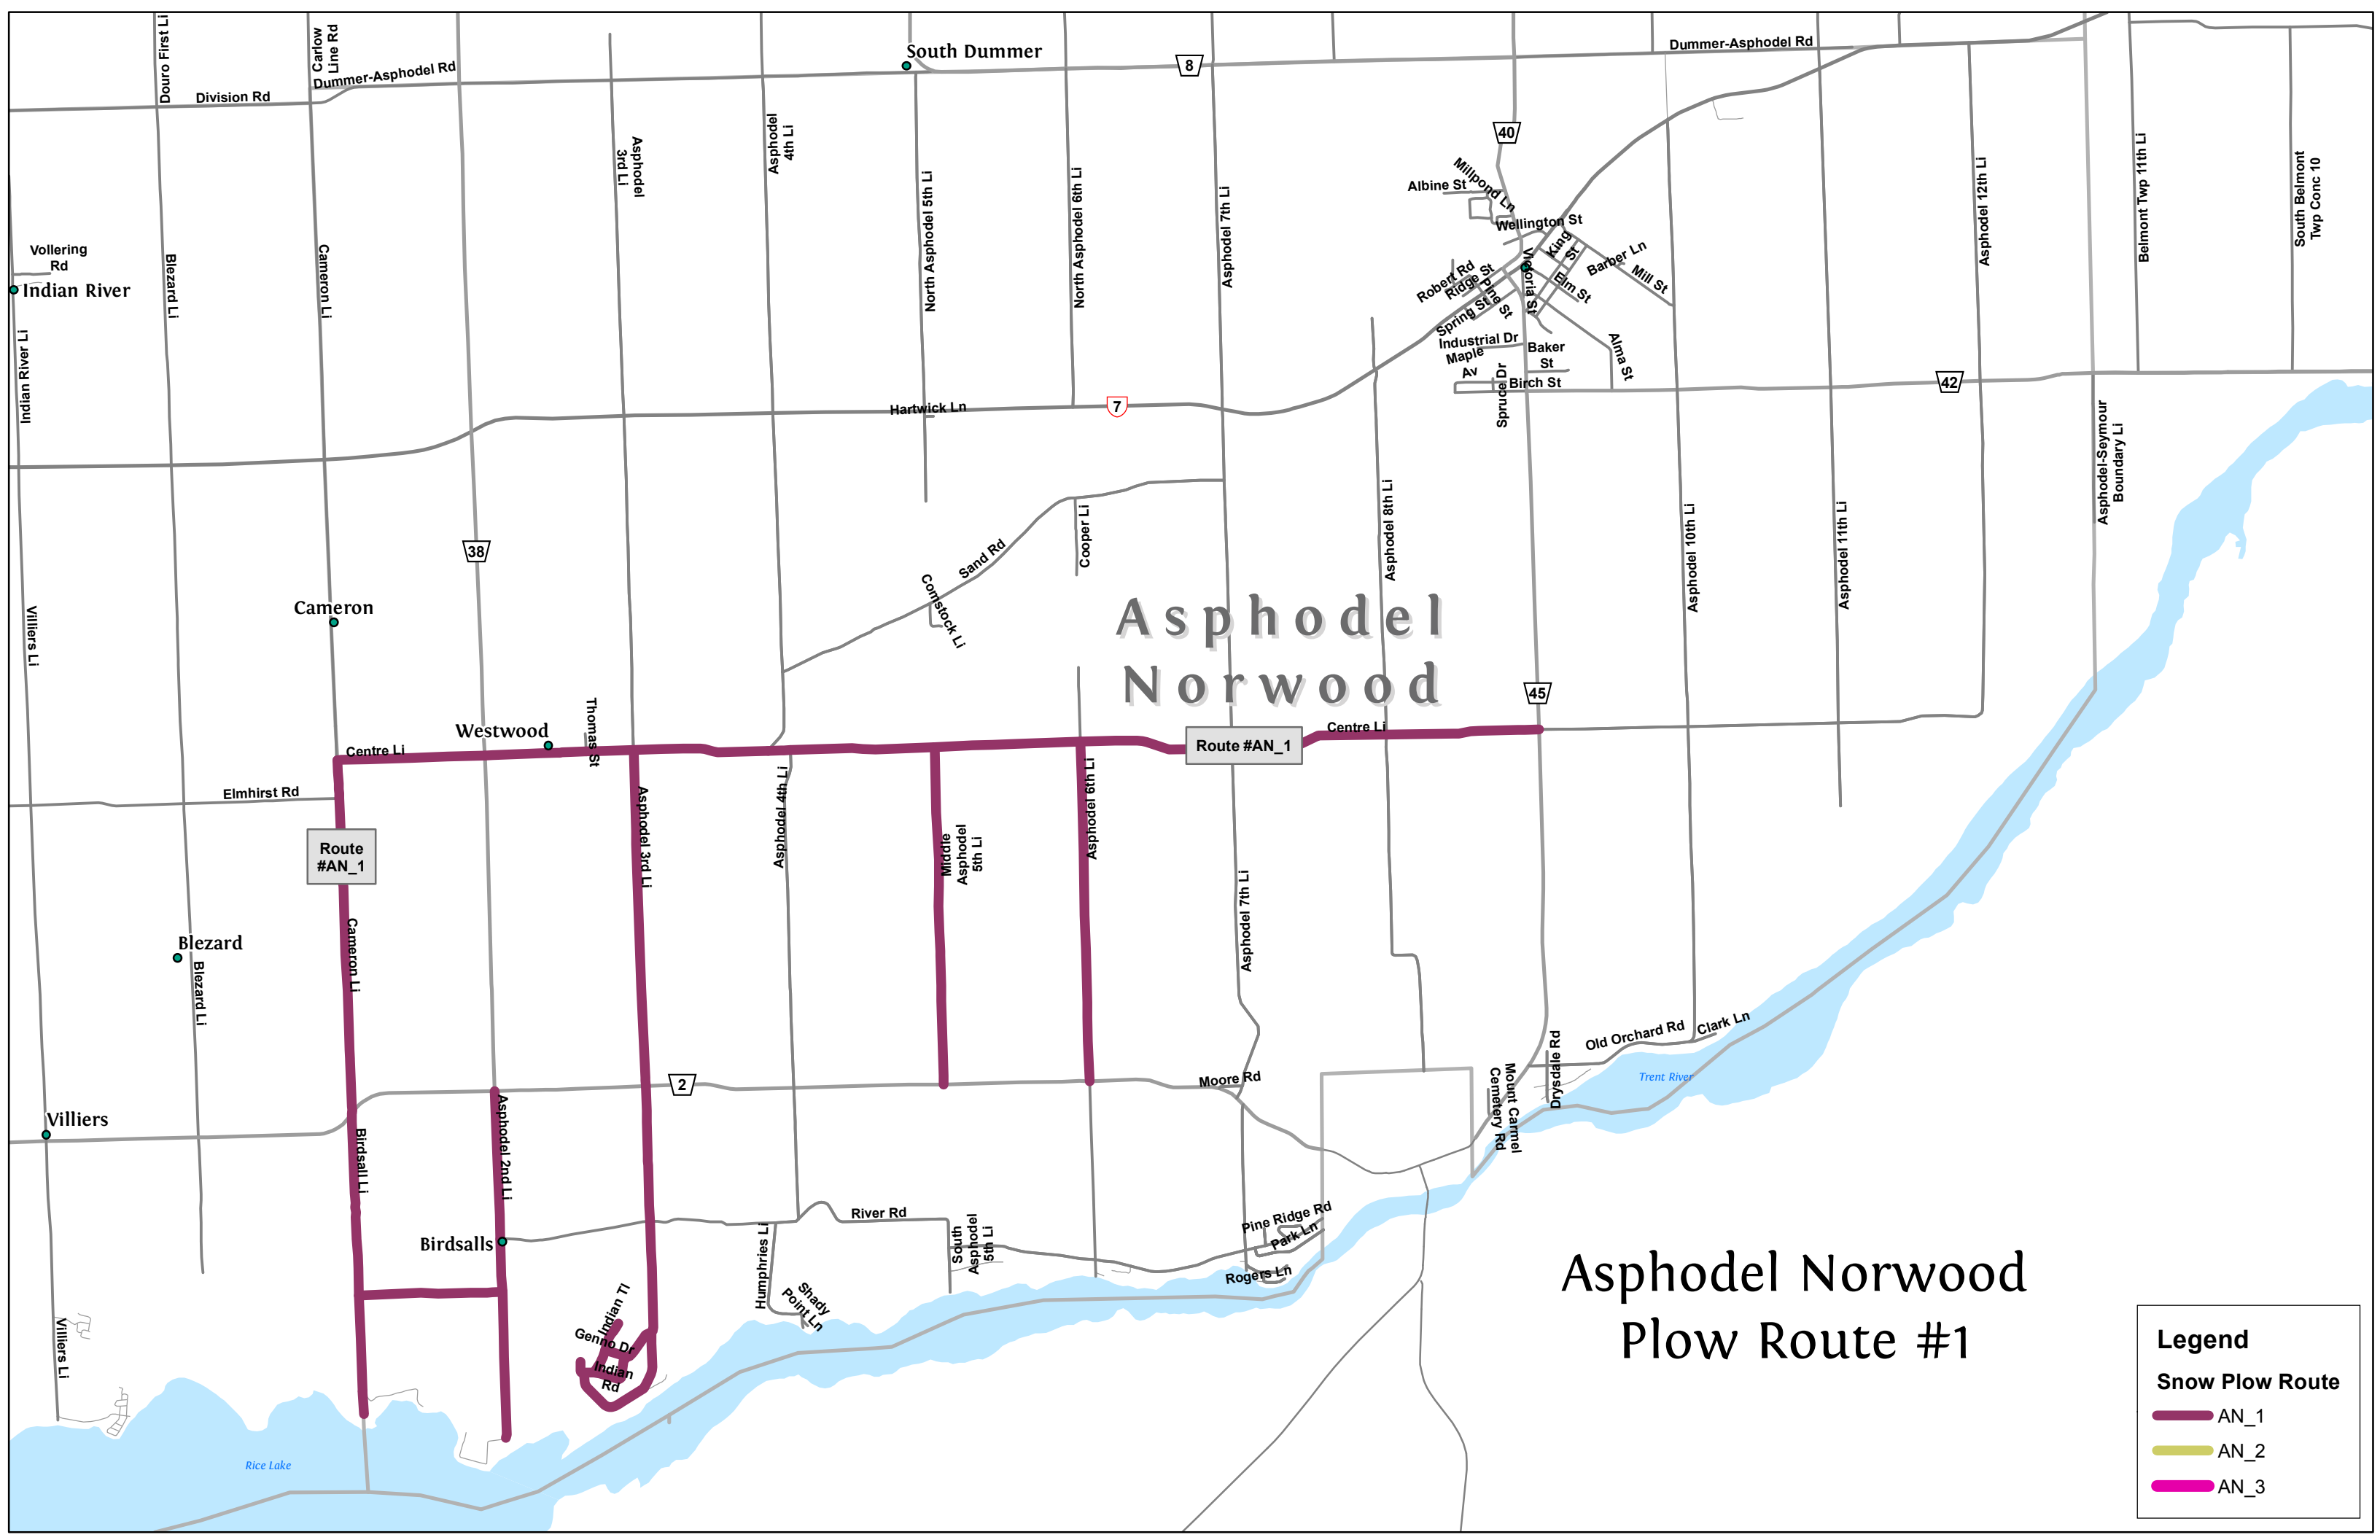 Douro First Li
Carlow
Line Rd
Dummer-Asphodel Rd
Division Rd
South Dummer
8
Dummer-Asphodel Rd
40
Asphodel
3rd Li
Asphodel
4th Li
North Asphodel 5th Li
North Asphodel 6th Li
Asphodel 7th Li
Asphodel 12th Li
Belmont Twp 11th Li
South Belmont
Twp Conc 10
Millpond Ln
Albine St
Wellington St
King
St
Barber Ln
Mill St
Victoria St
Elm St
Robert Rd
Ridge St
Pine St
Spring St
Industrial Dr
Maple
Av
Baker
St
Alma St
Spruce Dr
Birch St
42
Vollering
Rd
Indian River
Indian River Li
Blezard Li
Cameron Li
Hartwick Ln
7
Asphodel-Seymour
Boundary Li
38
Sand Rd
Cooper Li
Comstock Li
Asphodel 8th Li
Asphodel 10th Li
Asphodel 11th Li
Cameron
Villiers Li
Asphodel
Norwood
45
Westwood
Thomas St
Centre Li
Centre Li
Route #AN_1
Elmhirst Rd
Route
#AN_1
Asphodel 3rd Li
Asphodel 4th Li
Middle
Asphodel
5th Li
Asphodel 6th Li
Asphodel 7th Li
Cameron Li
Blezard
Blezard Li
Villiers
2
Moore Rd
Old Orchard Rd
Clark Ln
Drysdale Rd
Mount Carmel
Cemetery Rd
Trent River
Birdsall Li
Asphodel 2nd Li
Birdsalls
River Rd
Humphries Li
South
Asphodel
5th Li
Pine Ridge Rd
Park Ln
Rogers Ln
Shady
Point Ln
Indian Tl
Genno Dr
Indian
Rd
Villiers Li
Rice Lake
Asphodel Norwood
Plow Route #1
Legend
Snow Plow Route
AN_1
AN_2
AN_3